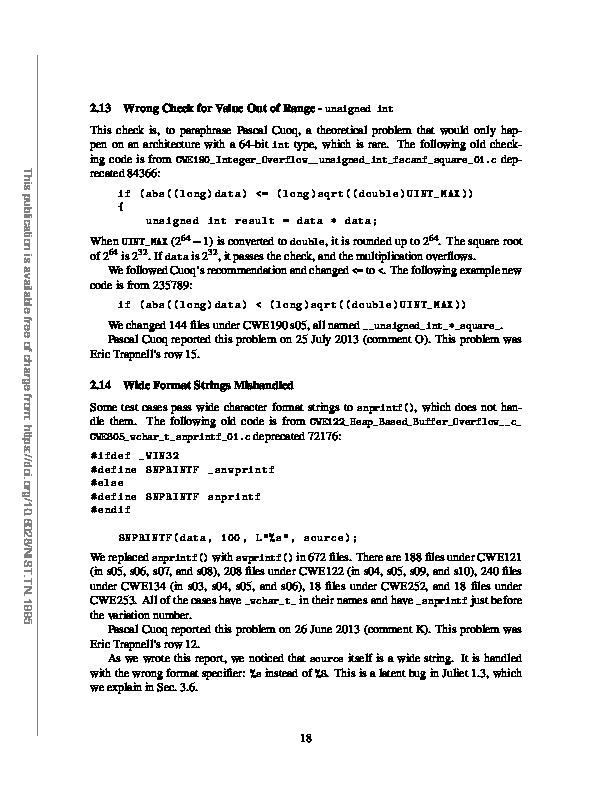 2.13 Wrong Check for Value Out of Range - unsigned int
This check is, to paraphrase Pascal Cuoq, a theoretical problem that would only hap-
pen on an architecture with a 64-bit int type, which is rare. The following old check-
ing code is from CWE190_Integer_Overflow__unsigned_int_fscanf_square_01.c dep-
recated 84366:
if (abs((long)data) <= (long)sqrt((double)UINT_MAX))
{
unsigned int result = data * data;
When UINT_MAX (2^64 − 1) is converted to double, it is rounded up to 2^64. The square root
of 2^64 is 2^32. If data is 2^32, it passes the check, and the multiplication overflows.
We followed Cuoq's recommendation and changed <= to <. The following example new
code is from 235789:
if (abs((long)data) < (long)sqrt((double)UINT_MAX))
We changed 144 files under CWE190 s05, all named __unsigned_int_*_square_.
Pascal Cuoq reported this problem on 25 July 2013 (comment O). This problem was
Eric Trapnell's row 15.
2.14 Wide Format Strings Mishandled
Some test cases pass wide character format strings to snprintf(), which does not han-
dle them. The following old code is from CWE122_Heap_Based_Buffer_Overflow__c_
CWE805_wchar_t_snprintf_01.c deprecated 72176:
#ifdef _WIN32
#define SNPRINTF _snwprintf
#else
#define SNPRINTF snprintf
#endif
SNPRINTF(data, 100, L"%s", source);
We replaced snprintf() with swprintf() in 672 files. There are 188 files under CWE121
(in s05, s06, s07, and s08), 208 files under CWE122 (in s04, s05, s09, and s10), 240 files
under CWE134 (in s03, s04, s05, and s06), 18 files under CWE252, and 18 files under
CWE253. All of the cases have _wchar_t_ in their names and have _snprintf just before
the variation number.
Pascal Cuoq reported this problem on 26 June 2013 (comment K). This problem was
Eric Trapnell's row 12.
As we wrote this report, we noticed that source itself is a wide string. It is handled
with the wrong format specifier: %s instead of %S. This is a latent bug in Juliet 1.3, which
we explain in Sec. 3.6.
18
This publication is available free of charge from: https://doi.org/10.6028/NIST.TN.1995